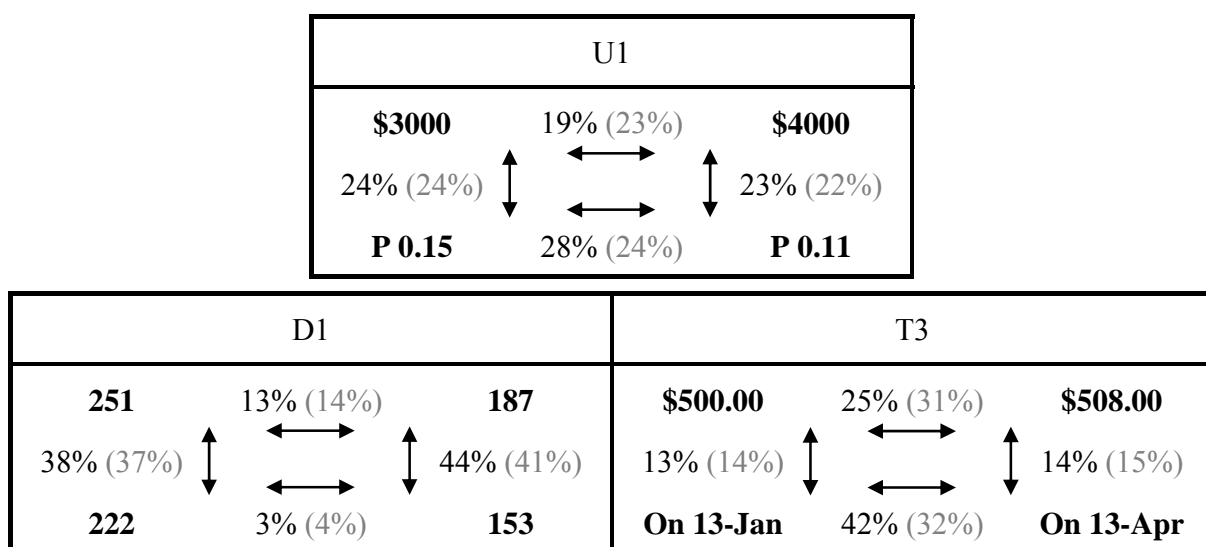 U1
$3000 19% (23%) $4000
24% (24%) 23% (22%)
P 0.15 28% (24%) P 0.11
D1 T3
251 13% (14%) 187 $500.00 25% (31%) $508.00
38% (37%) 44% (41%) 13% (14%) 14% (15%)
222 3% (4%) 153 On 13-Jan 42% (32%) On 13-Apr